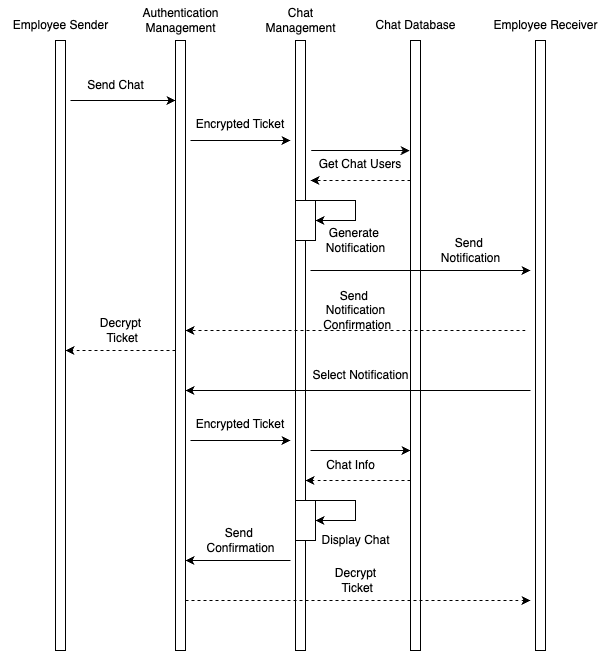 Employee Sender
Authentication
Management
Chat
Management
Chat Database
Employee Receiver
Send Chat
Encrypted Ticket
Get Chat Users
Generate
Notification
Send
Notification
Send
Notification
Confirmation
Decrypt
Ticket
Select Notification
Encrypted Ticket
Chat Info
Display Chat
Send
Confirmation
Decrypt
Ticket